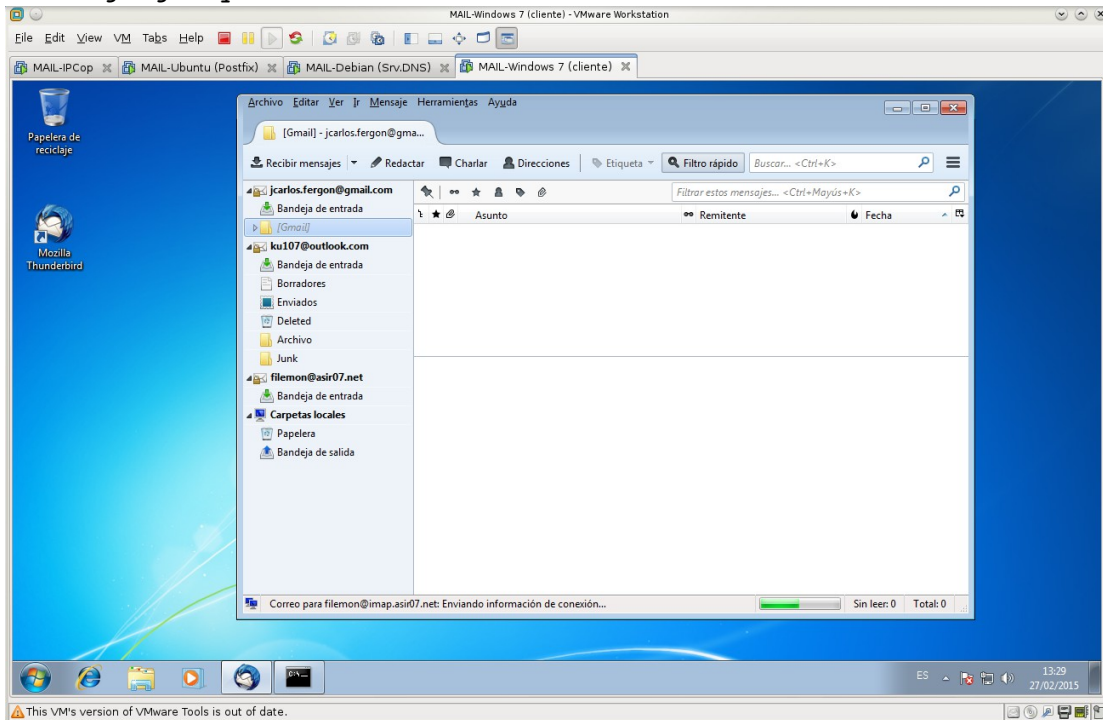 MAIL-Windows 7 (cliente) - VMware Workstation
File Edit View VM Tabs Help
MAIL-IPCop MAIL-Ubuntu (Postfix) MAIL-Debian (Srv.DNS) MAIL-Windows 7 (cliente)
Papelera de
reciclaje
Mozilla
Thunderbird
Archivo Editar Ver Ir Mensaje Herramientas Ayuda
[Gmail] - jcarlos.fergon@gma...
Recibir mensajes Redactar Charlar Direcciones Etiqueta Filtro rápido Buscar... <Ctrl+K>
Filtrar estos mensajes... <Ctrl+Mayús+K>
Asunto Remitente Fecha
jcarlos.fergon@gmail.com
Bandeja de entrada
[Gmail]
ku107@outlook.com
Bandeja de entrada
Borradores
Enviados
Deleted
Archivo
Junk
filemon@asir07.net
Bandeja de entrada
Carpetas locales
Papelera
Bandeja de salida
Correo para filemon@imap.asir07.net: Enviando información de conexión... Sin leer: 0 Total: 0
ES 13:29
27/02/2015
This VM's version of VMware Tools is out of date.